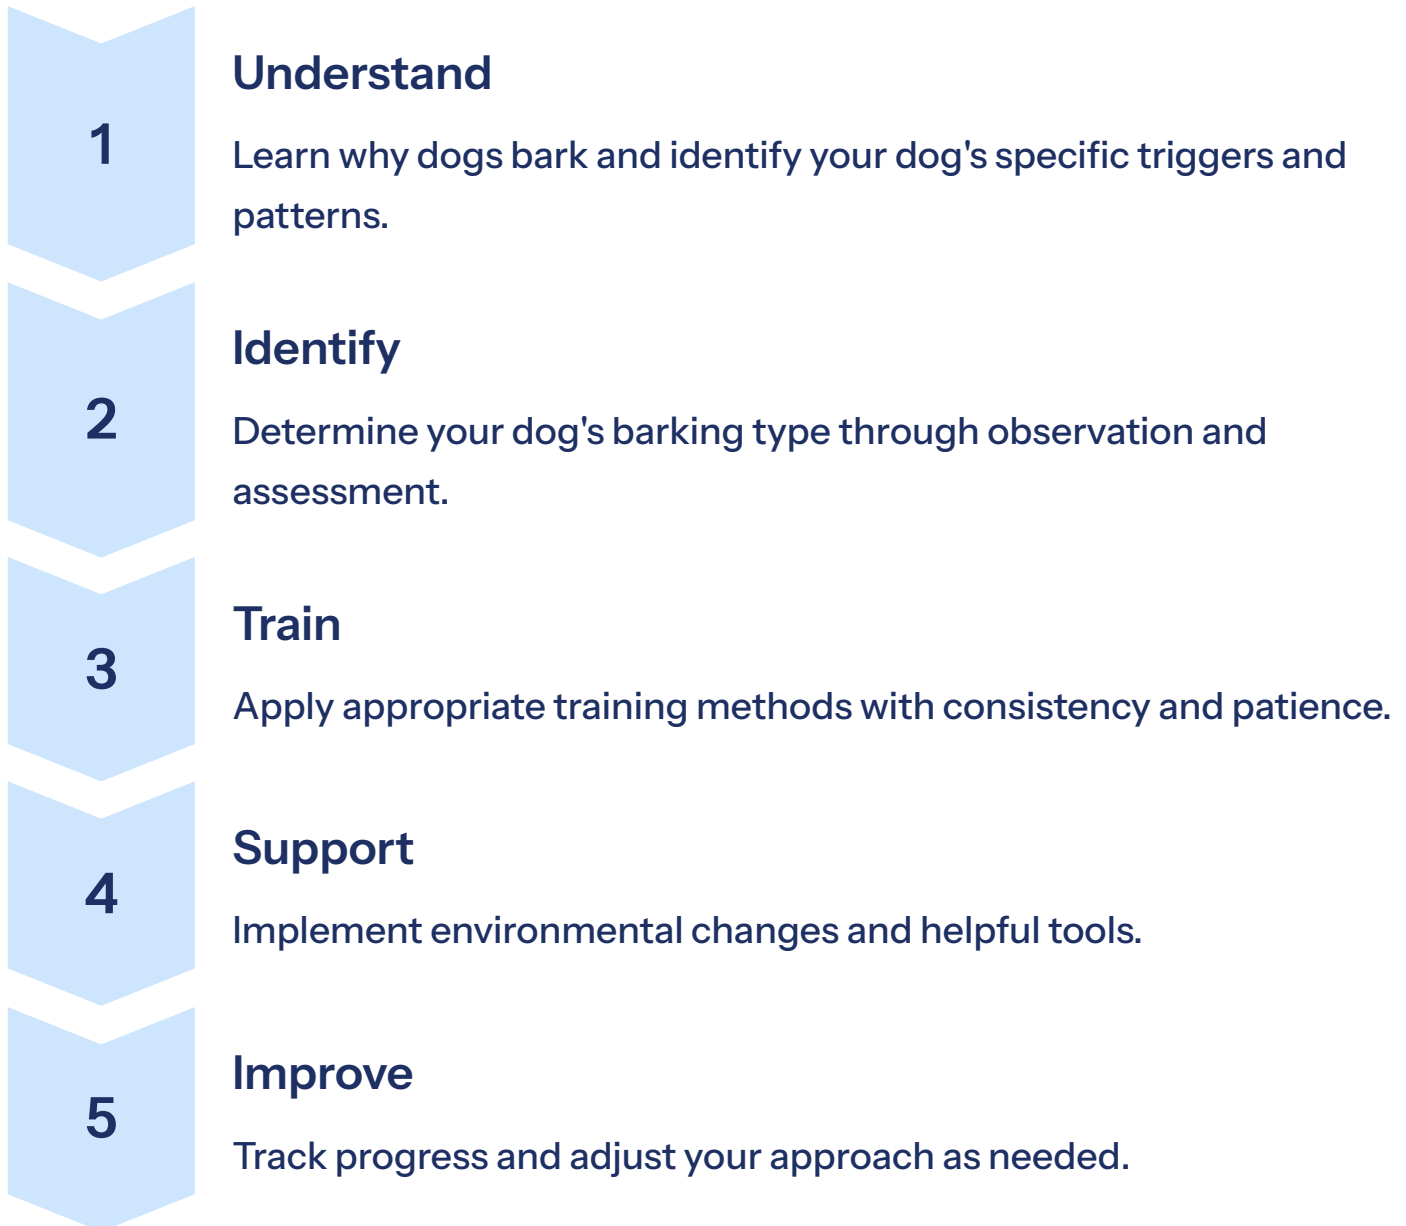 1
Understand
Learn why dogs bark and identify your dog's specific triggers and
patterns.
2
Identify
Determine your dog's barking type through observation and
assessment.
3
Train
Apply appropriate training methods with consistency and patience.
4
Support
Implement environmental changes and helpful tools.
5
Improve
Track progress and adjust your approach as needed.